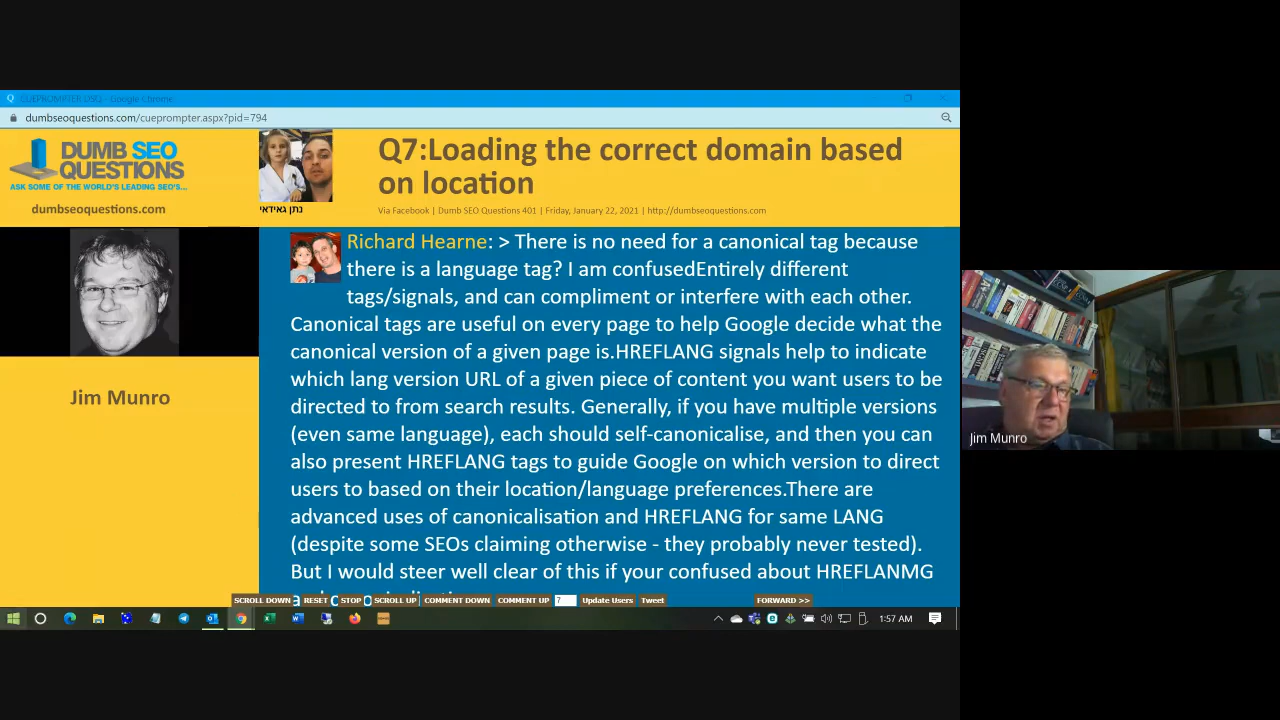 CUEPROMPTER.DSQ - Google Chrome
dumbseoquestions.com/cueprompter.aspx?pid=794
DUMB SEO
QUESTIONS
ASK SOME OF THE WORLD'S LEADING SEO'S...
dumbseoquestions.com
נתן גאידאי
Q7:Loading the correct domain based
on location
Via Facebook | Dumb SEO Questions 401 | Friday, January 22, 2021 | http://dumbseoquestions.com
Jim Munro
Richard Hearne: > There is no need for a canonical tag because
there is a language tag? I am confusedEntirely different
tags/signals, and can compliment or interfere with each other.
Canonical tags are useful on every page to help Google decide what the
canonical version of a given page is.HREFLANG signals help to indicate
which lang version URL of a given piece of content you want users to be
directed to from search results. Generally, if you have multiple versions
(even same language), each should self-canonicalise, and then you can
also present HREFLANG tags to guide Google on which version to direct
users to based on their location/language preferences.There are
advanced uses of canonicalisation and HREFLANG for same LANG
(despite some SEOs claiming otherwise - they probably never tested).
But I would steer well clear of this if your confused about HREFLANMG
SCROLL DOWN RESET STOP SCROLL UP COMMENT DOWN COMMENT UP 7 Update Users Tweet FORWARD >>
1:57 AM
Jim Munro